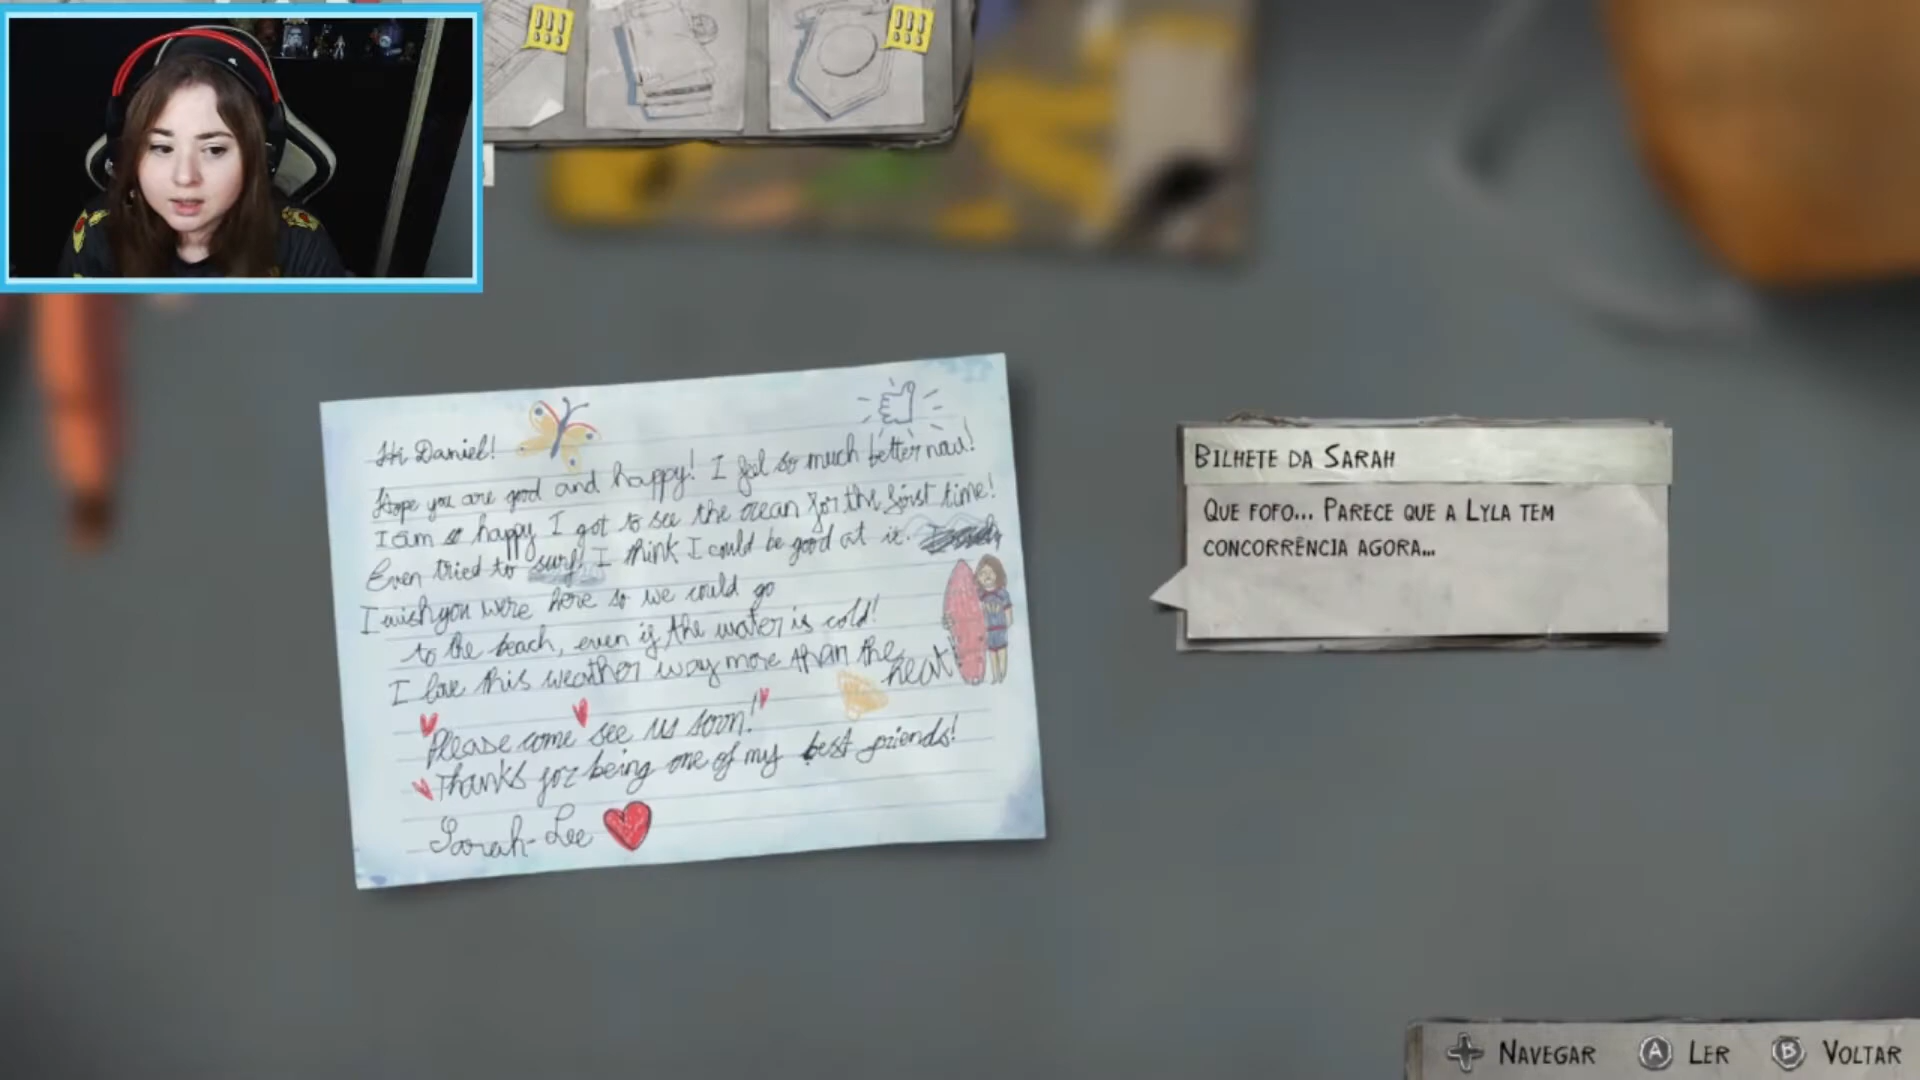 Hi Daniel!
Hope you are good and happy! I feel so much better now!
I am so happy I got to see the ocean for the first time!
Even tried to surf, I think I could be good at it.
I wish you were here so we could go
to the beach, even if the water is cold!
I love this weather way more than the heat
Please come see us soon!
Thanks for being one of my best friends!
Sarah-Lee
BILHETE DA SARAH
QUE FOFO... PARECE QUE A LYLA TEM
CONCORRÊNCIA AGORA...
NAVEGAR A LER B VOLTAR